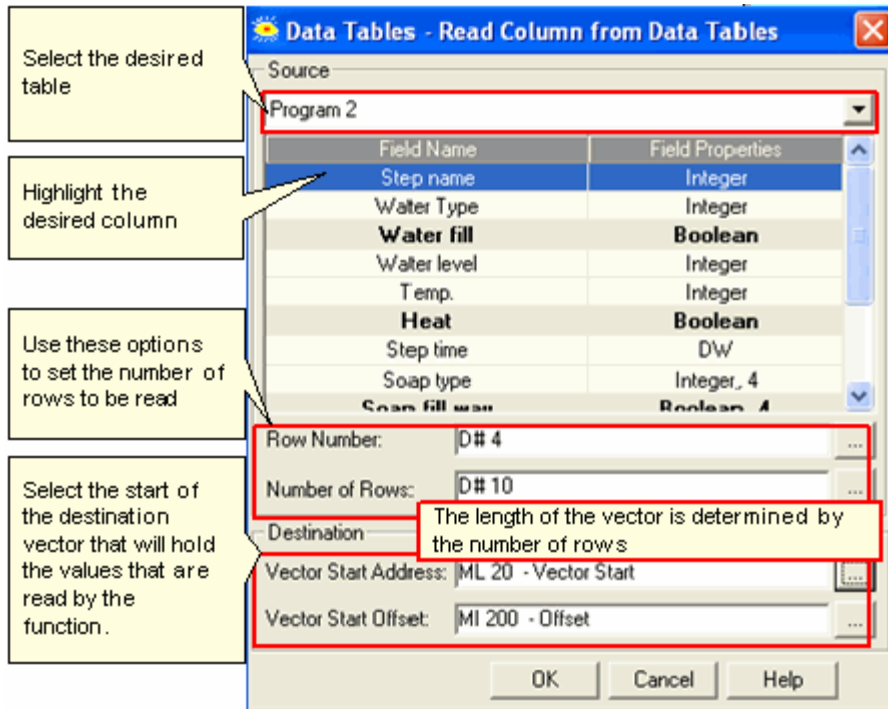 Select the desired
table
Highlight the
desired column
Use these options
to set the number of
rows to be read
Select the start of
the destination
vector that will hold
the values that are
read by the
function.
Data Tables - Read Column from Data Tables
Source
Program 2
Field Name Field Properties
Step name Integer
Water Type Integer
Water fill Boolean
Water level Integer
Temp. Integer
Heat Boolean
Step time DW
Soap type Integer, 4
Soap fill way Boolean, 4
Row Number: D# 4 ...
Number of Rows: D# 10 ...
The length of the vector is determined by
the number of rows
Destination
Vector Start Address: ML 20 - Vector Start ...
Vector Start Offset: MI 200 - Offset ...
OK Cancel Help